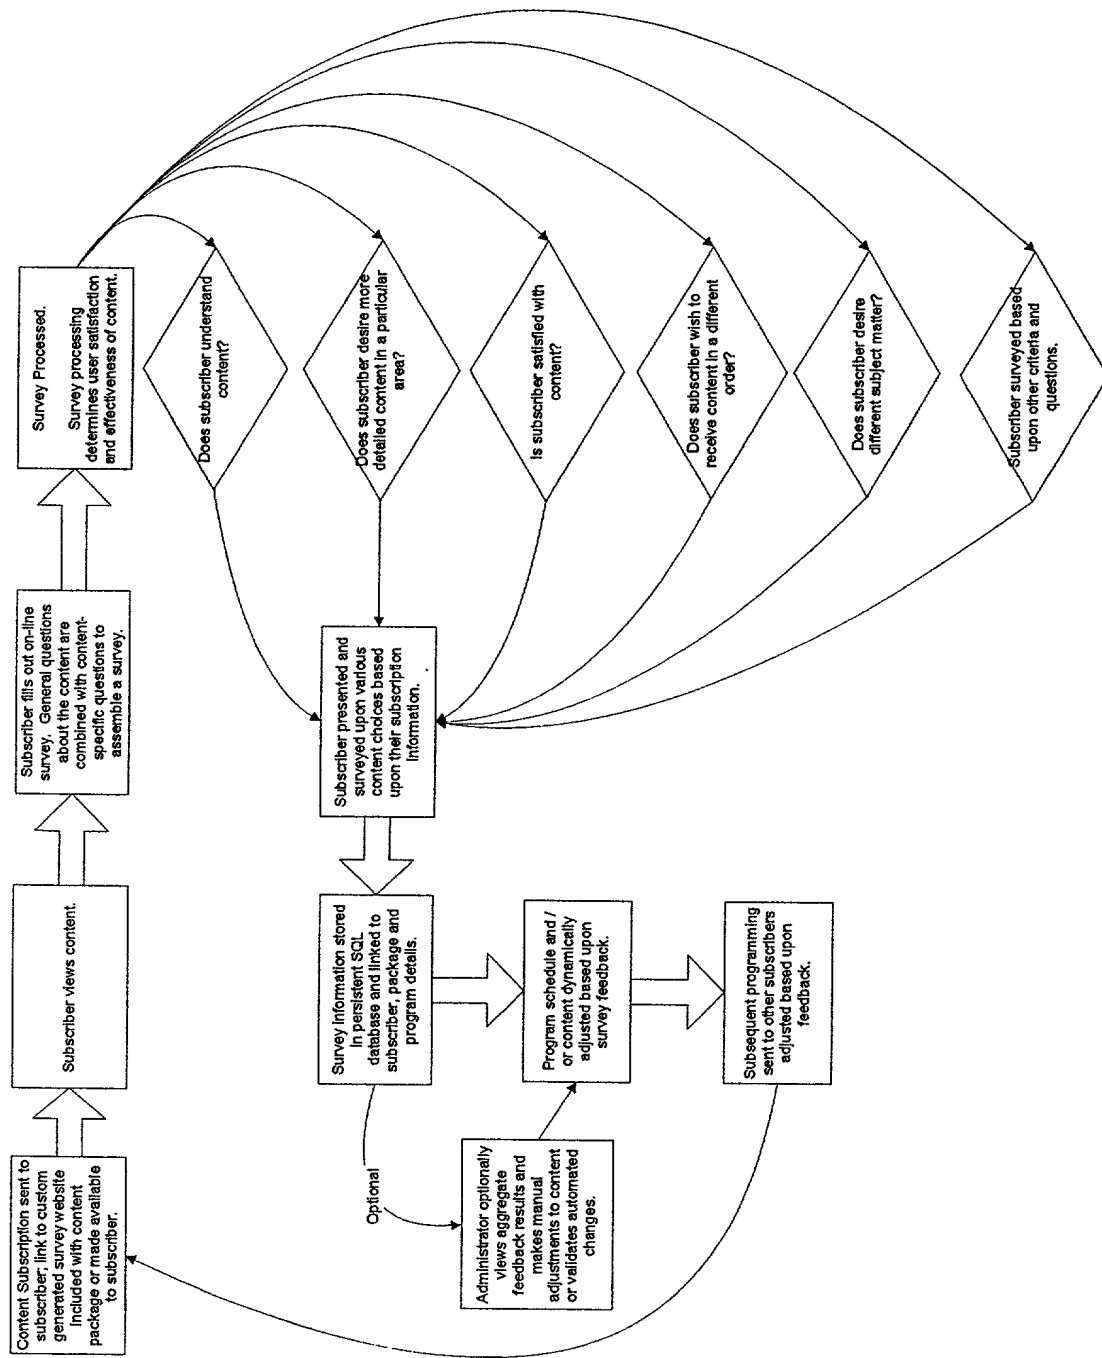 Content Subscription sent to
subscriber; link to custom
generated survey website
included with content
package or made available
to subscriber.
Subscriber views content.
Subscriber fills out on-line
survey. General questions
about the content are
combined with content-
specific questions to
assemble a survey.
Survey Processed.
Survey processing
determines user satisfaction
and effectiveness of content.
Does subscriber understand
content?
Does subscriber desire more
detailed content in a particular
area?
Is subscriber satisfied with
content?
Does subscriber wish to
receive content in a different
order?
Does subscriber desire
different subject matter?
Subscriber surveyed based
upon other criteria and
questions.
Subscriber presented and
surveyed upon various
content choices based
upon their subscription
Information.
Survey Information stored
In persistent SQL
database and linked to
subscriber, package and
program details.
Optional
Administrator optionally
views aggregate
feedback results and
makes manual
adjustments to content
or validates automated
changes.
Program schedule and /
or content dynamically
adjusted based upon
survey feedback.
Subsequent programming
sent to other subscribers
adjusted based upon
feedback.